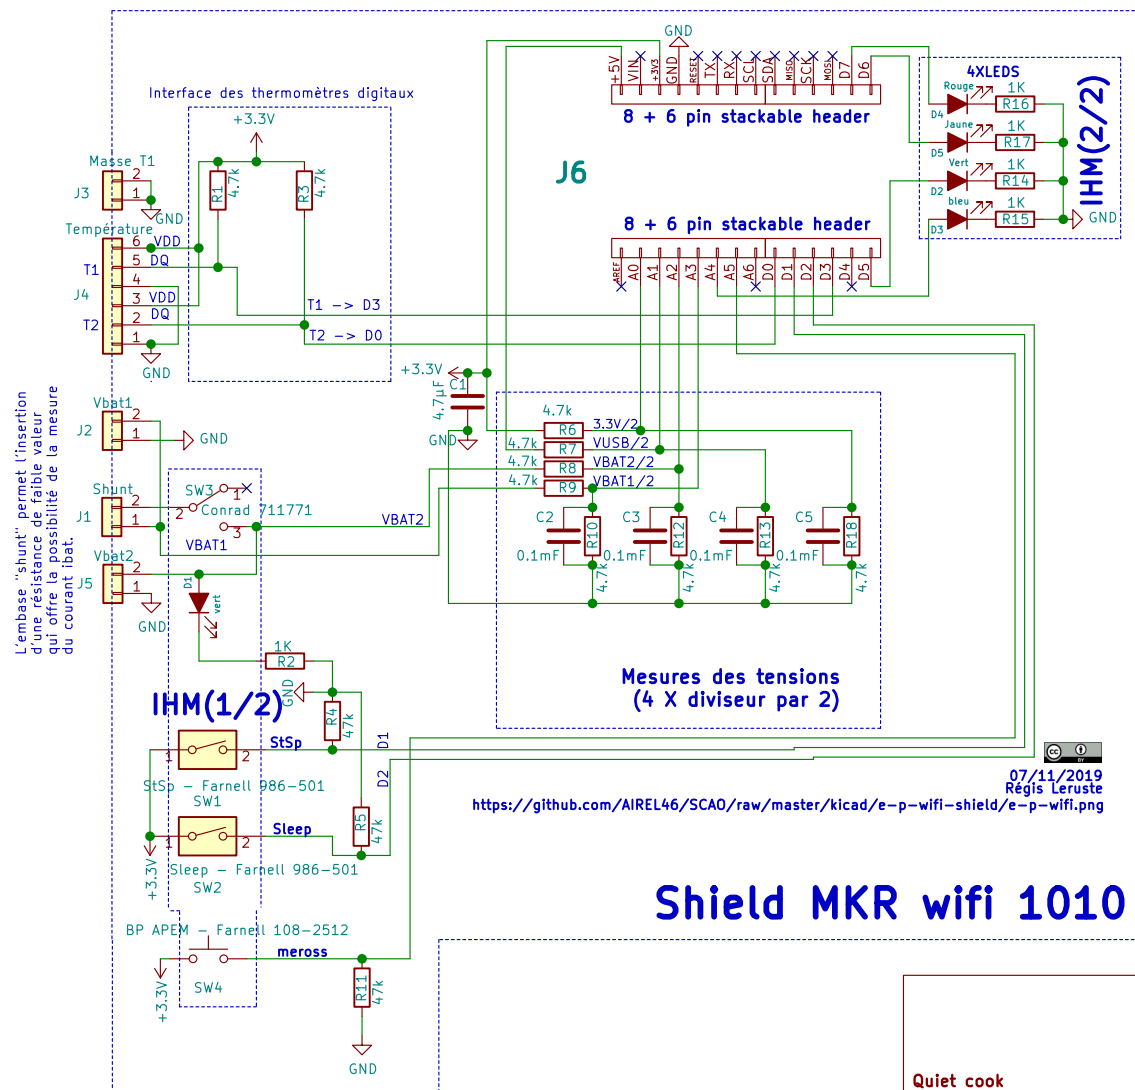 Interface des thermomètres digitaux
+3.3V
R1
4.7k
R3
4.7k
Masse_T1
J3
2
1
GND
Température
T1
J4
T2
6
5
4
3
2
1
VDD
DQ
VDD
DQ
GND
T1 -> D3
T2 -> D0
GND
+5V
VIN
+3V3
GND
RESET
TX
RX
SCL
SDA
MISO
SCK
MOSI
D7
D6
8 + 6 pin stackable header
J6
8 + 6 pin stackable header
AREF
A0
A1
A2
A3
A4
A5
A6
D0
D1
D2
D3
D4
D5
4XLEDS
Rouge
D4
1K
R16
Jaune
D5
1K
R17
Vert
D2
1K
R14
bleu
D3
1K
R15
GND
IHM(2/2)
+3.3V
C1
4.7µF
GND
L'embase "shunt" permet l'insertion
d'une résistance de faible valeur
qui offre la possibilité de la mesure
du courant ibat.
Vbat1
J2
2
1
GND
Shunt
J1
2
1
SW3
1
2
3
Conrad 711771
VBAT2
VBAT1
Vbat2
J5
2
1
GND
D1
vert
4.7k
R6
3.3V/2
4.7k
R7
VUSB/2
4.7k
R8
VBAT2/2
4.7k
R9
VBAT1/2
C2
0.1mF
R10
4.7k
C3
0.1mF
R12
4.7k
C4
0.1mF
R13
4.7k
C5
0.1mF
R18
4.7k
Mesures des tensions
(4 X diviseur par 2)
1K
R2
GND
R4
47k
IHM(1/2)
1
2
StSp
D1
StSp – Farnell 986-501
SW1
D2
1
2
Sleep
R5
47k
+3.3V
Sleep – Farnell 986-501
SW2
BP APEM – Farnell 108-2512
meross
+3.3V
SW4
R11
47k
GND
CC
BY
07/11/2019
Régis Leruste
https://github.com/AIREL46/SCAO/raw/master/kicad/e-p-wifi-shield/e-p-wifi.png
Shield MKR wifi 1010
Quiet cook